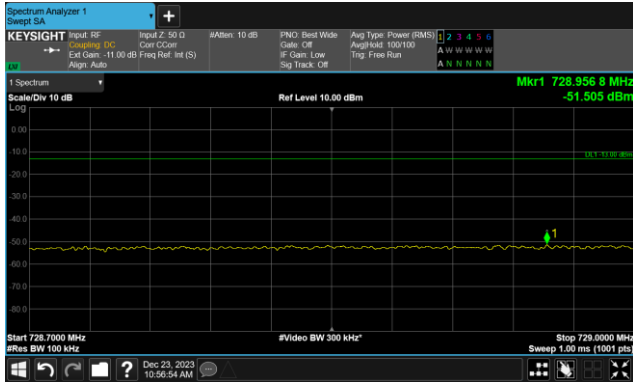 Spectrum Analyzer 1
Swept SA
+
KEYSIGHT Input: RF Input Z: 50 Ω #Atten: 10 dB PNO: Best Wide Avg Type: Power (RMS) 1 2 3 4 5 6
Coupling: DC Corr CCorr Gate: Off Avg|Hold: 100/100 A W W W W W
Ext Gain: -11.00 dB Freq Ref: Int (S) IF Gain: Low Trig: Free Run
Align: Auto Sig Track: Off A N N N N N
1 Spectrum
Mkr1 728.956 8 MHz
Scale/Div 10 dB Ref Level 10.00 dBm -51.505 dBm
Log
0.00
-10.0
DL1 -13.00 dBm
-20.0
-30.0
-40.0
1
-50.0
-60.0
-70.0
-80.0
Start 728.7000 MHz #Video BW 300 kHz* Stop 729.0000 MHz
#Res BW 100 kHz Sweep 1.00 ms (1001 pts)
? Dec 23, 2023
10:56:54 AM